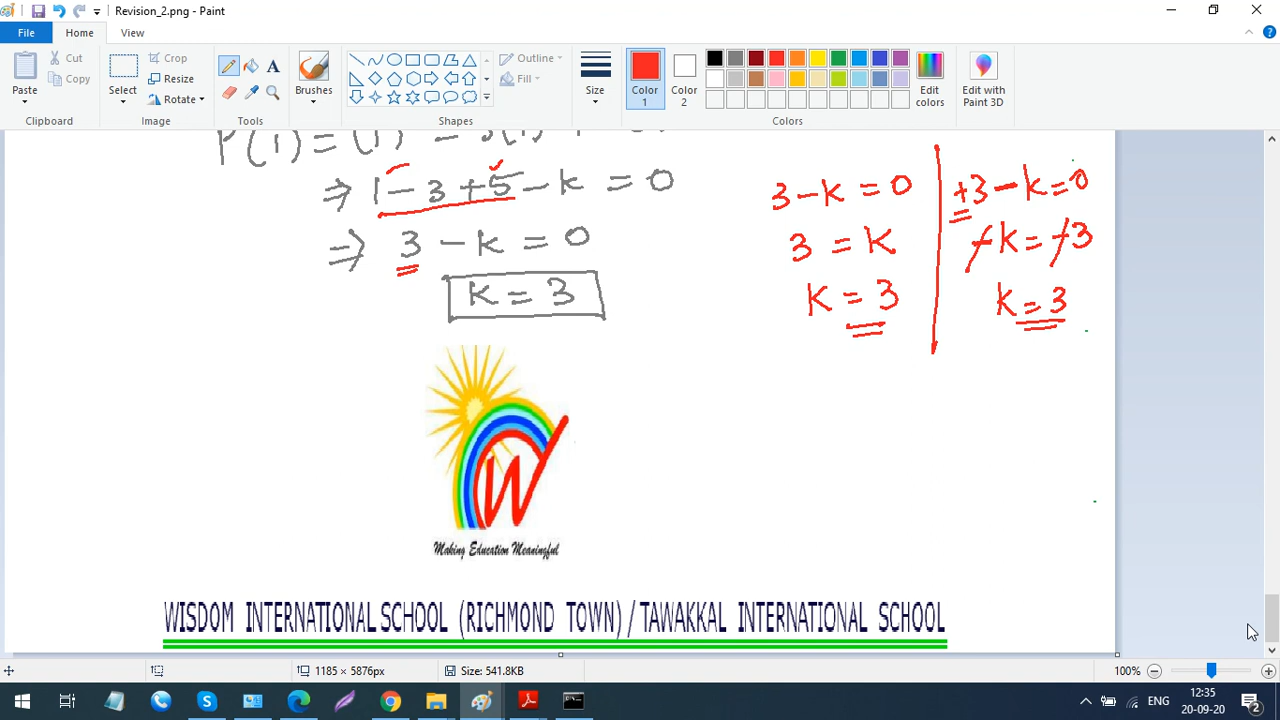 Revision_2.png - Paint
File Home View
Paste Cut Copy Clipboard
Select Crop Resize Rotate Image
Tools
Brushes
Shapes Outline Fill
Size
Color 1 Color 2 Edit colors Edit with Paint 3D Colors
P(1) = (1)
⇒ 1 - 3 + 5 - k = 0
⇒ 3 - k = 0
k = 3
3 - k = 0
3 = k
k = 3
+3 - k = 0
-k = -3
k = 3
W
Making Education Meaningful
WISDOM INTERNATIONAL SCHOOL (RICHMOND TOWN) / TAWAKKAL INTERNATIONAL SCHOOL
1185 × 5876px Size: 541.8KB 100%
ENG 12:35 20-09-20 2